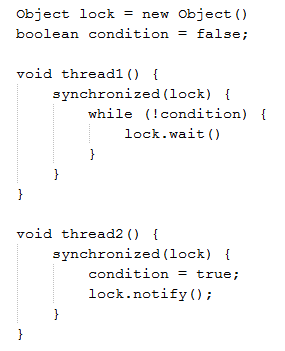 Object lock = new Object()
boolean condition = false;

void thread1() {
    synchronized(lock) {
        while (!condition) {
            lock.wait()
        }
    }
}

void thread2() {
    synchronized(lock) {
        condition = true;
        lock.notify();
    }
}